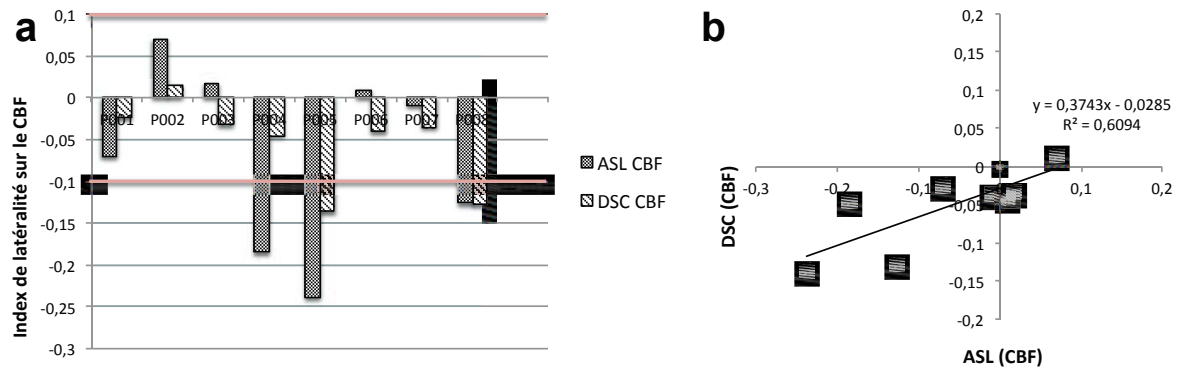 a
Index de latéralité sur le CBF
0,1
0,05
0
-0,05
-0,1
-0,15
-0,2
-0,25
-0,3
P001 P002 P003 P004 P005 P006 P007 P008
ASL CBF
DSC CBF
b
DSC (CBF)
0,2
0,15
0,1
0,05
0
-0,05
-0,1
-0,15
-0,2
-0,3 -0,2 -0,1 0,1 0,2
y = 0,3743x - 0,0285
R² = 0,6094
ASL (CBF)